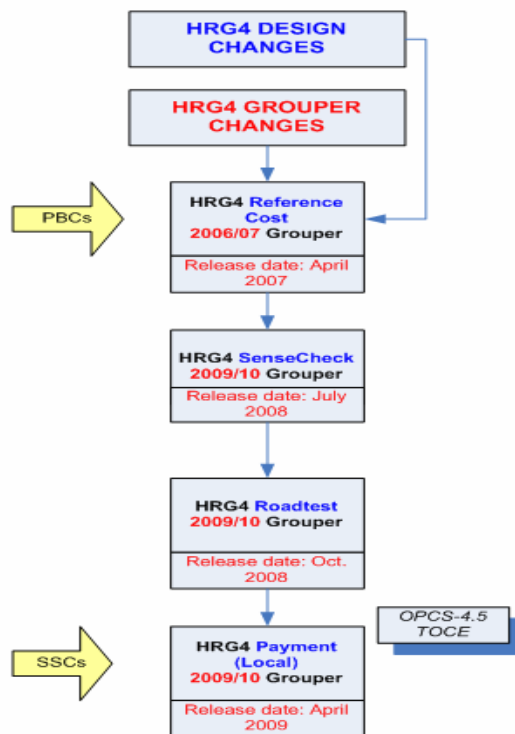 HRG4 DESIGN
CHANGES
HRG4 GROUPER
CHANGES
PBCs
HRG4 Reference
Cost
2006/07 Grouper
Release date: April
2007
HRG4 SenseCheck
2009/10 Grouper
Release date: July
2008
HRG4 Roadtest
2009/10 Grouper
Release date: Oct.
2008
OPCS-4.5
TOCE
SSCs
HRG4 Payment
(Local)
2009/10 Grouper
Release date: April
2009